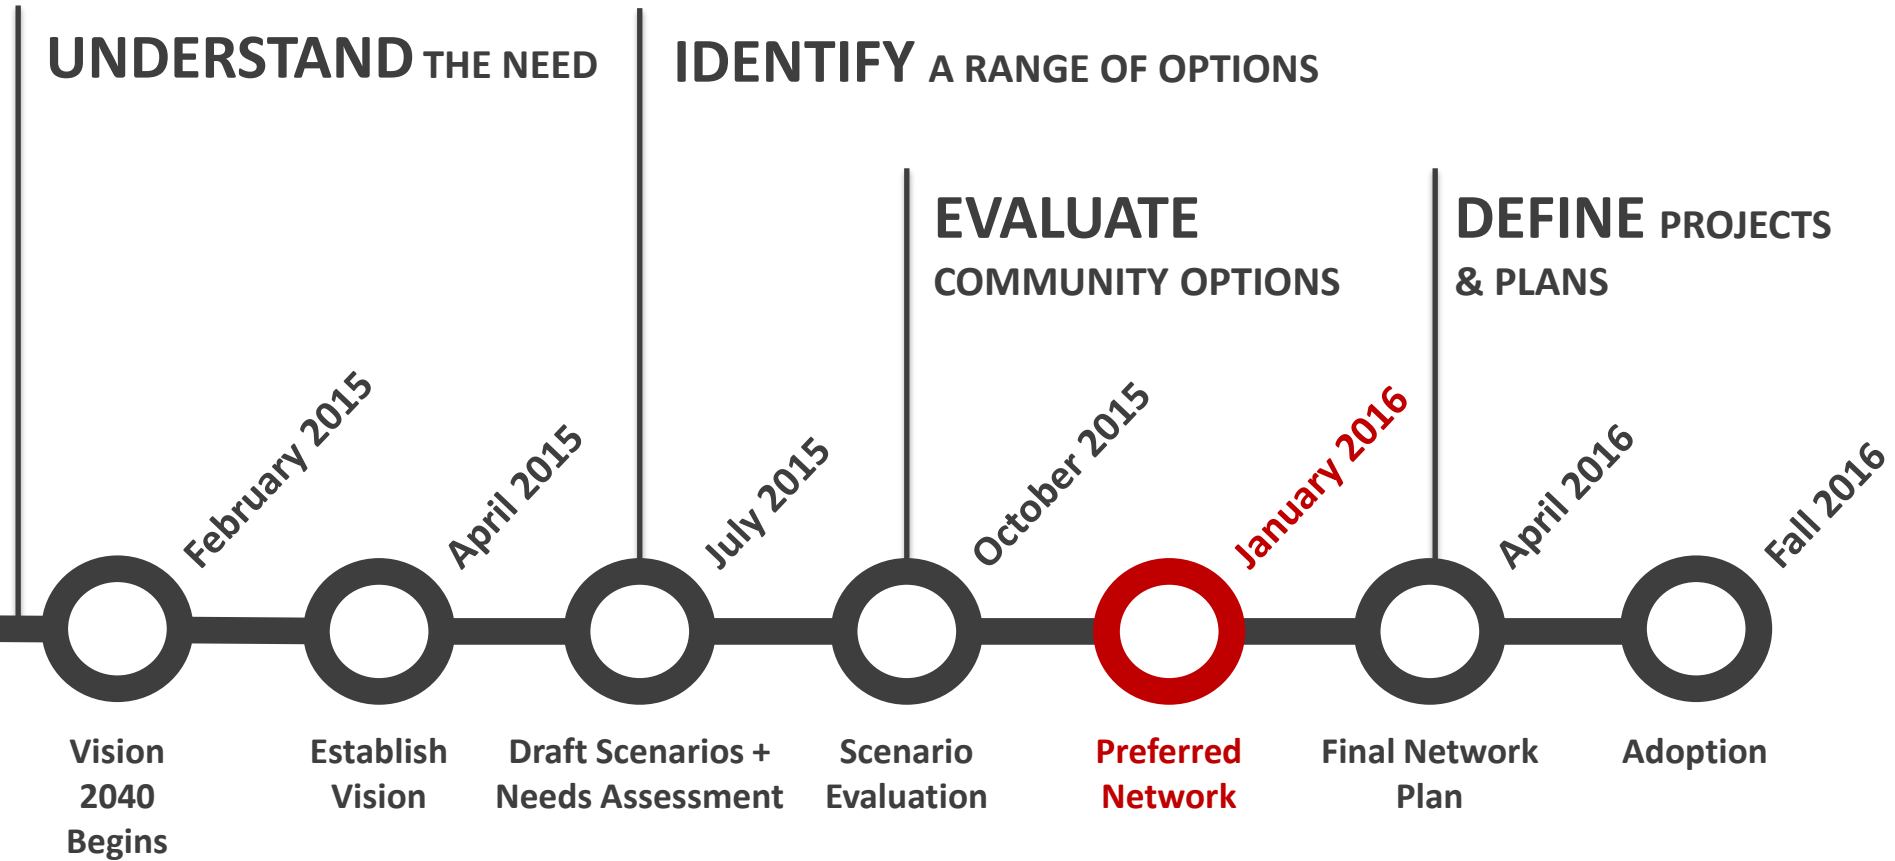 UNDERSTAND THE NEED
IDENTIFY A RANGE OF OPTIONS
EVALUATE
COMMUNITY OPTIONS
DEFINE PROJECTS
& PLANS
February 2015
April 2015
July 2015
October 2015
January 2016
April 2016
Fall 2016
Vision
2040
Begins
Establish
Vision
Draft Scenarios +
Needs Assessment
Scenario
Evaluation
Preferred
Network
Final Network
Plan
Adoption